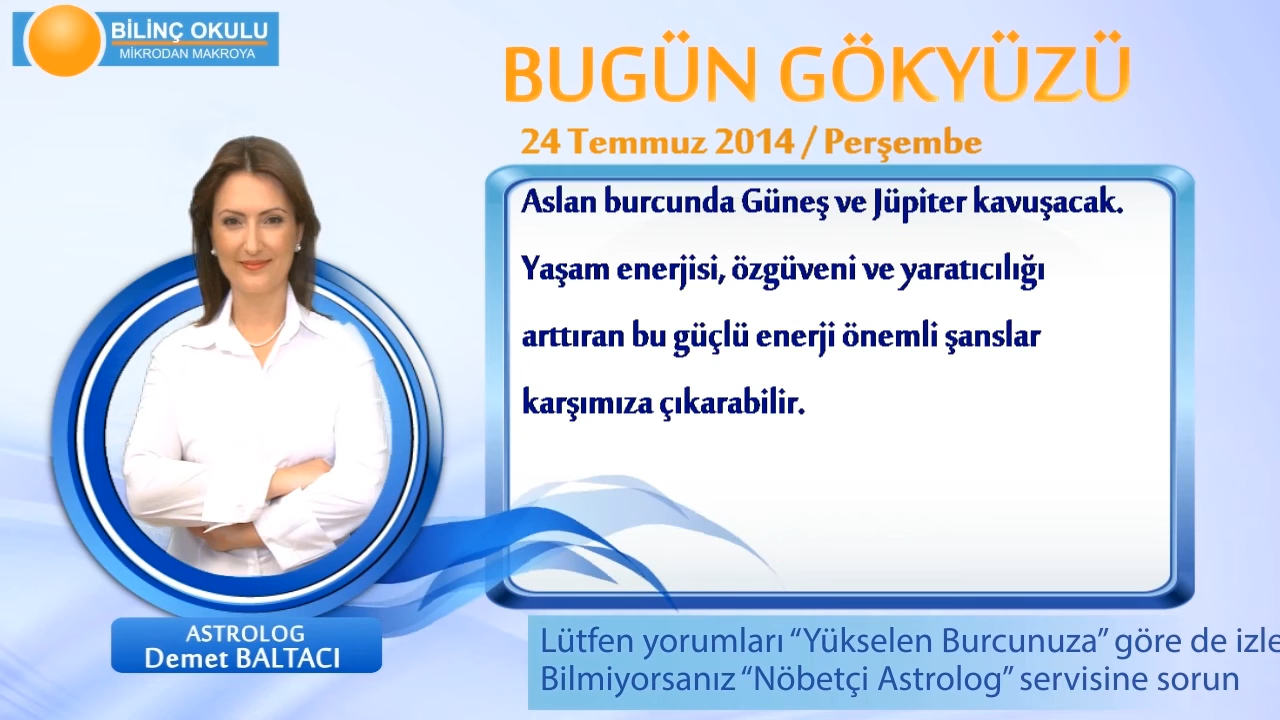 BİLİNÇ OKULU
MİKRODAN MAKROYA
BUGÜN GÖKYÜZÜ
24 Temmuz 2014 / Perşembe
Aslan burcunda Güneş ve Jüpiter kavuşacak.
Yaşam enerjisi, özgüveni ve yaratıcılığı
arttıran bu güçlü enerji önemli şanslar
karşımıza çıkarabilir.
ASTROLOG
Demet BALTACI
Lütfen yorumları “Yükselen Burcunuza” göre de izle
Bilmiyorsanız “Nöbetçi Astrolog” servisine sorun